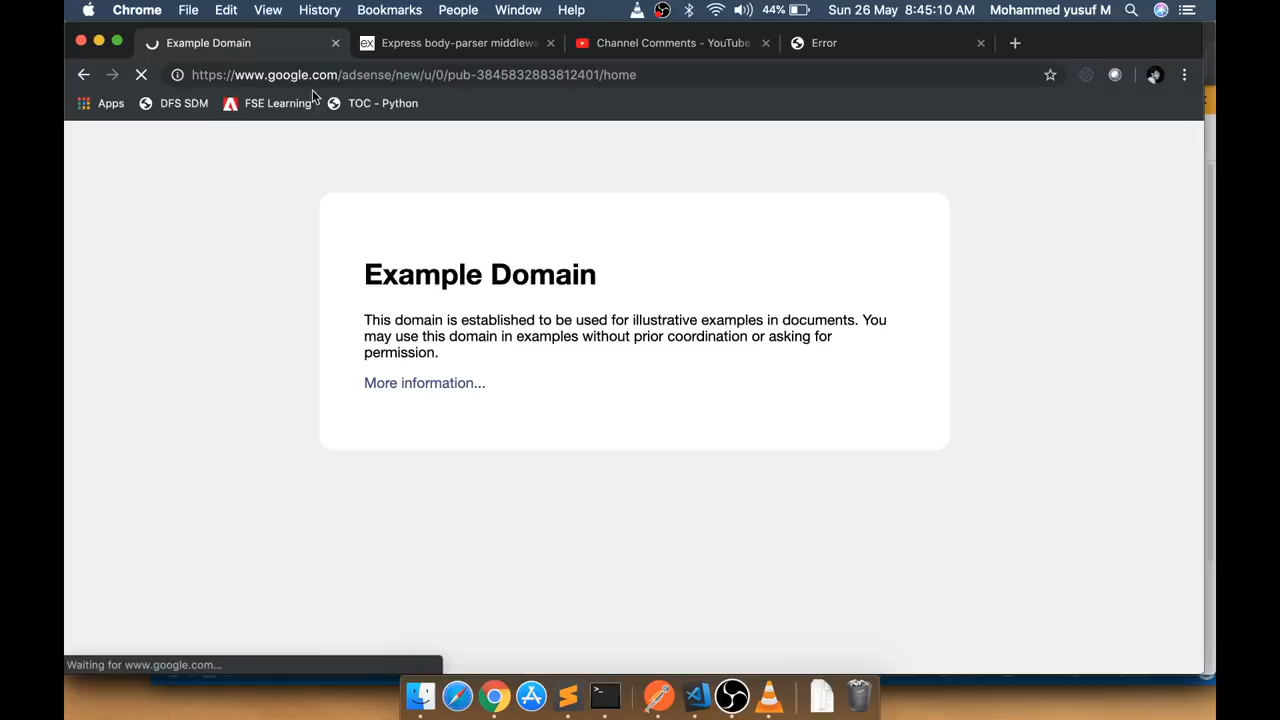 Chrome File Edit View History Bookmarks People Window Help 44% Sun 26 May 8:45:10 AM Mohammed yusuf M
Example Domain Express body-parser middlewa Channel Comments - YouTube Error
https://www.google.com/adsense/new/u/0/pub-3845832883812401/home
Apps DFS SDM FSE Learning TOC - Python
Example Domain
This domain is established to be used for illustrative examples in documents. You
may use this domain in examples without prior coordination or asking for
permission.
More information...
Waiting for www.google.com...